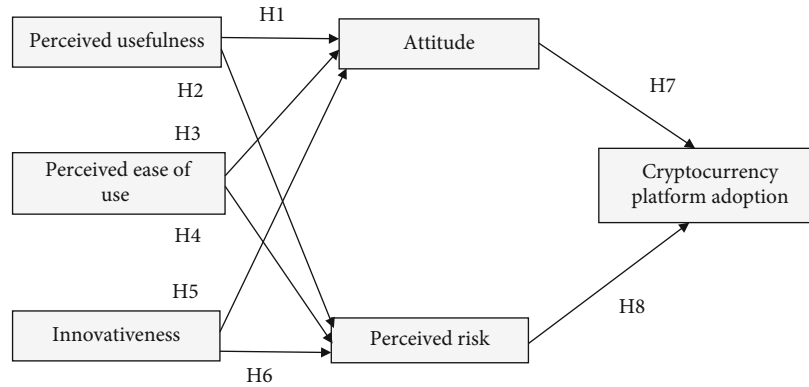 H1
Perceived usefulness
Attitude
H2
H7
H3
Perceived ease of
use
Cryptocurrency
platform adoption
H4
H5
Innovativeness
Perceived risk
H8
H6